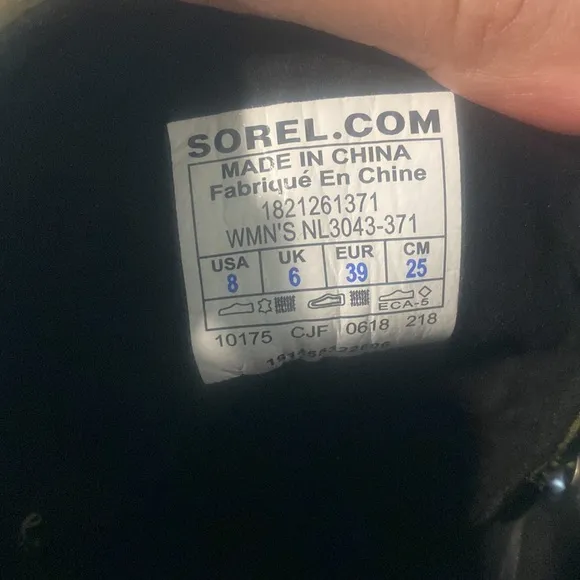 SOREL.COM
MADE IN CHINA
Fabriqué En Chine
1821261371
WMN'S NL3043-371
USA UK EUR CM
8 6 39 25
ECA-5
10175 CJF 0618 218